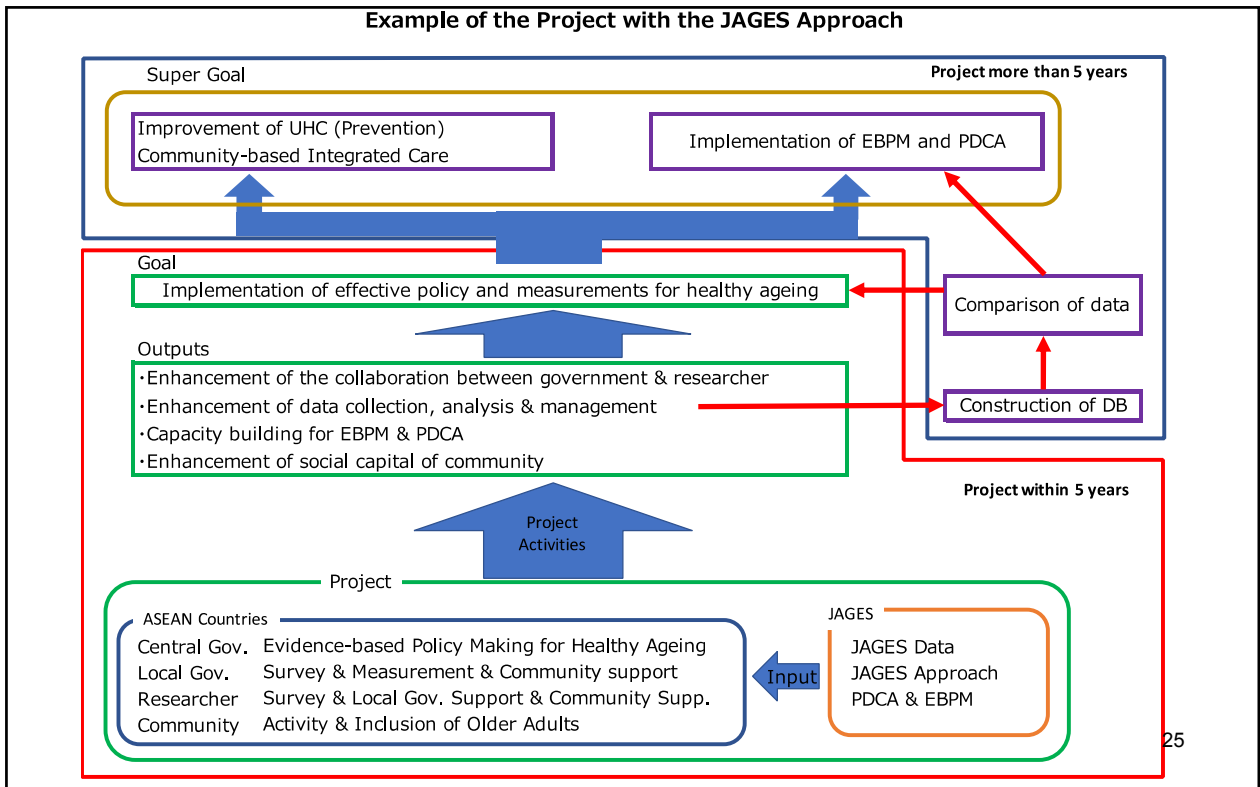 Example of the Project with the JAGES Approach
Super Goal
Project more than 5 years
Improvement of UHC (Prevention)
Community-based Integrated Care
Implementation of EBPM and PDCA
Goal
Implementation of effective policy and measurements for healthy ageing
Comparison of data
Outputs
・Enhancement of the collaboration between government & researcher
・Enhancement of data collection, analysis & management
・Capacity building for EBPM & PDCA
・Enhancement of social capital of community
Construction of DB
Project within 5 years
Project
Activities
Project
ASEAN Countries
Central Gov. Evidence-based Policy Making for Healthy Ageing
Local Gov. Survey & Measurement & Community support
Researcher Survey & Local Gov. Support & Community Supp.
Community Activity & Inclusion of Older Adults
Input
JAGES
JAGES Data
JAGES Approach
PDCA & EBPM
25